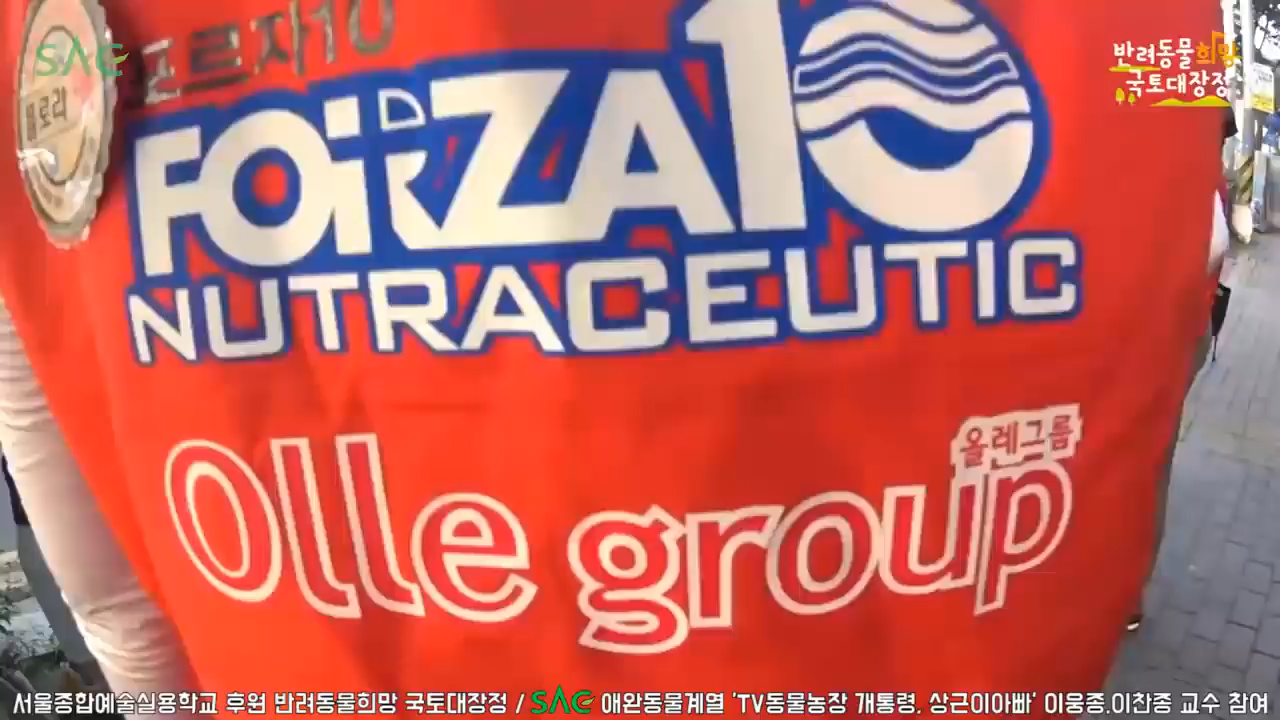 SAC
포르자10
반려동물희망
국토대장정
FORZA10
NUTRACEUTIC
올레그룹
Olle group
서울종합예술실용학교 후원 반려동물희망 국토대장정 / SAC 애완동물계열 'TV동물농장 개통령, 상근이아빠' 이웅종,이찬종 교수 참여